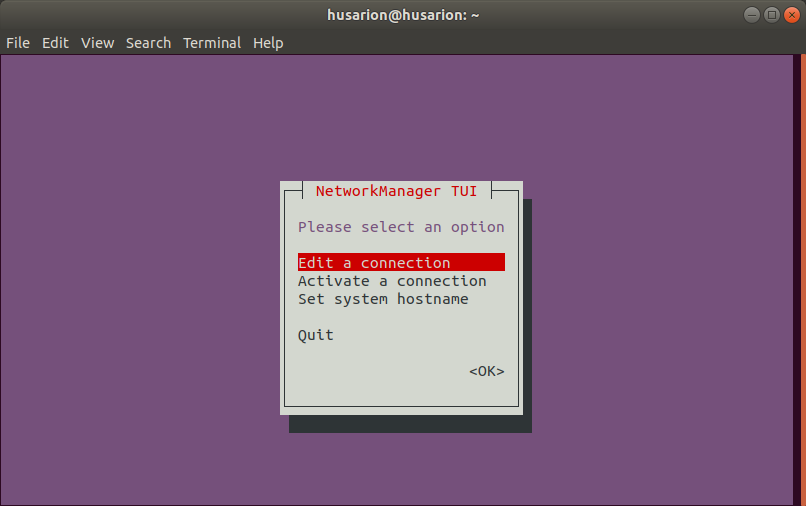 husarion@husarion: ~
File Edit View Search Terminal Help
NetworkManager TUI
Please select an option
Edit a connection
Activate a connection
Set system hostname
Quit
<OK>